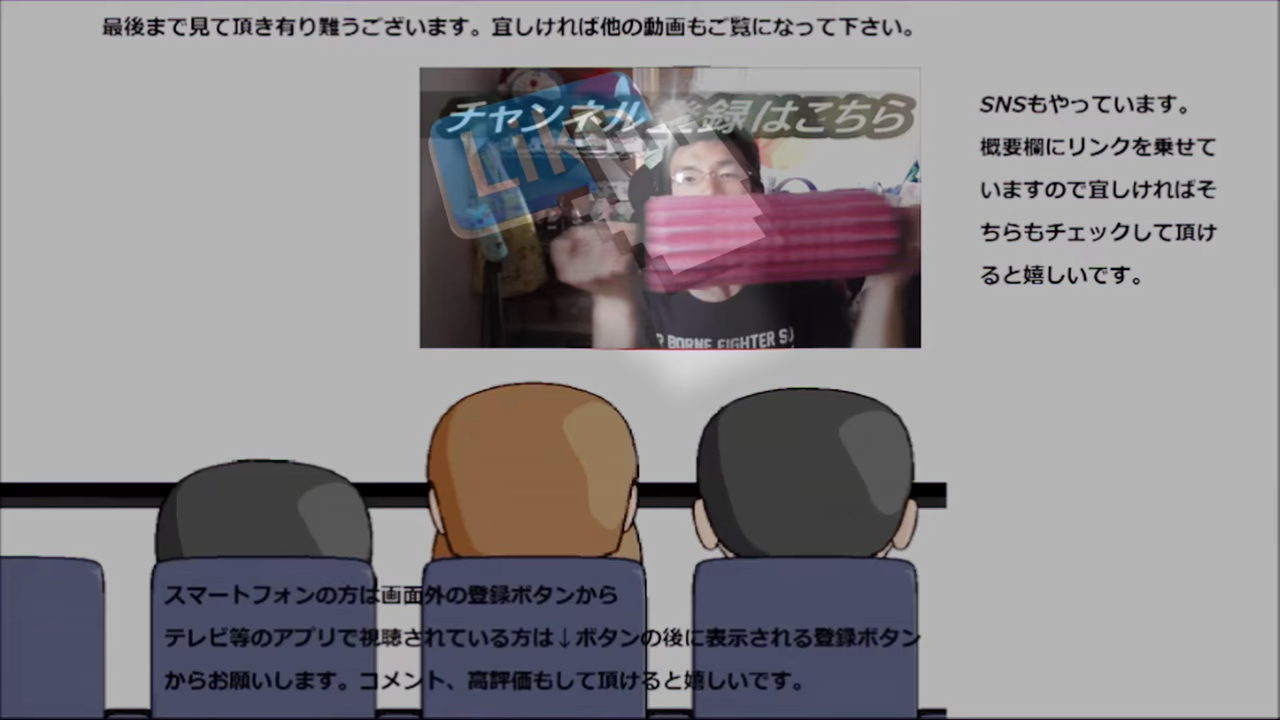 最後まで見て頂き有り難うございます。宜しければ他の動画もご覧になって下さい。
チャンネル登録はこちら
Lik
SNSもやっています。
概要欄にリンクを乗せて
いますので宜しければそ
ちらもチェックして頂け
ると嬉しいです。
BORNE FIGHTER
スマートフォンの方は画面外の登録ボタンから
テレビ等のアプリで視聴されている方は↓ボタンの後に表示される登録ボタン
からお願いします。コメント、高評価もして頂けると嬉しいです。